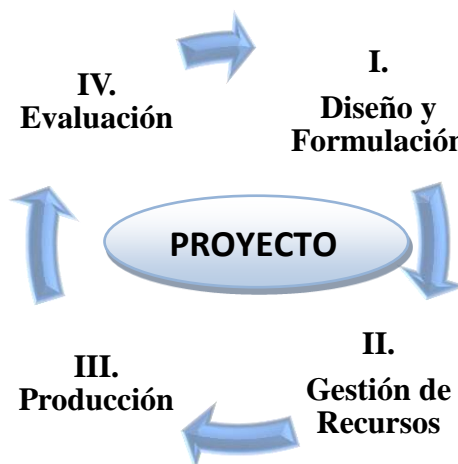 I.
Diseño y
Formulación
II.
Gestión de
Recursos
III.
Producción
IV.
Evaluación
PROYECTO